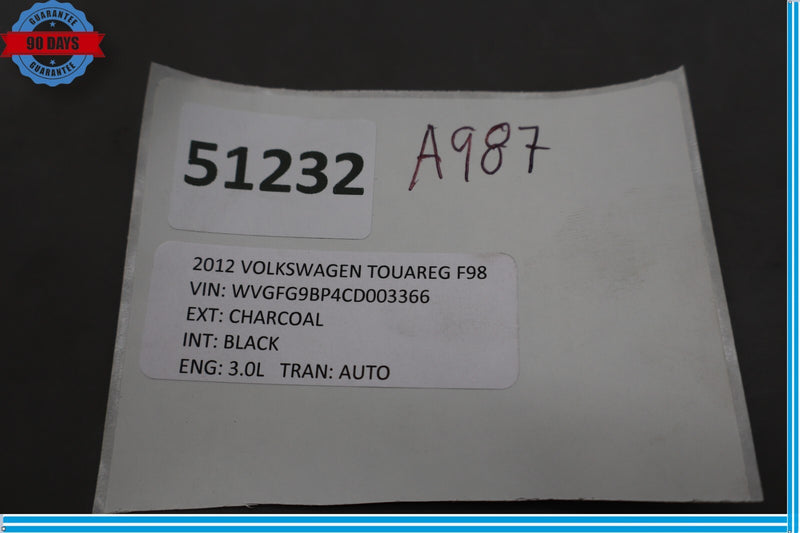 GUARANTEE
90 DAYS
GUARANTEE
51232
A987
2012 VOLKSWAGEN TOUAREG F98
VIN: WVGFG9BP4CD003366
EXT: CHARCOAL
INT: BLACK
ENG: 3.0L TRAN: AUTO